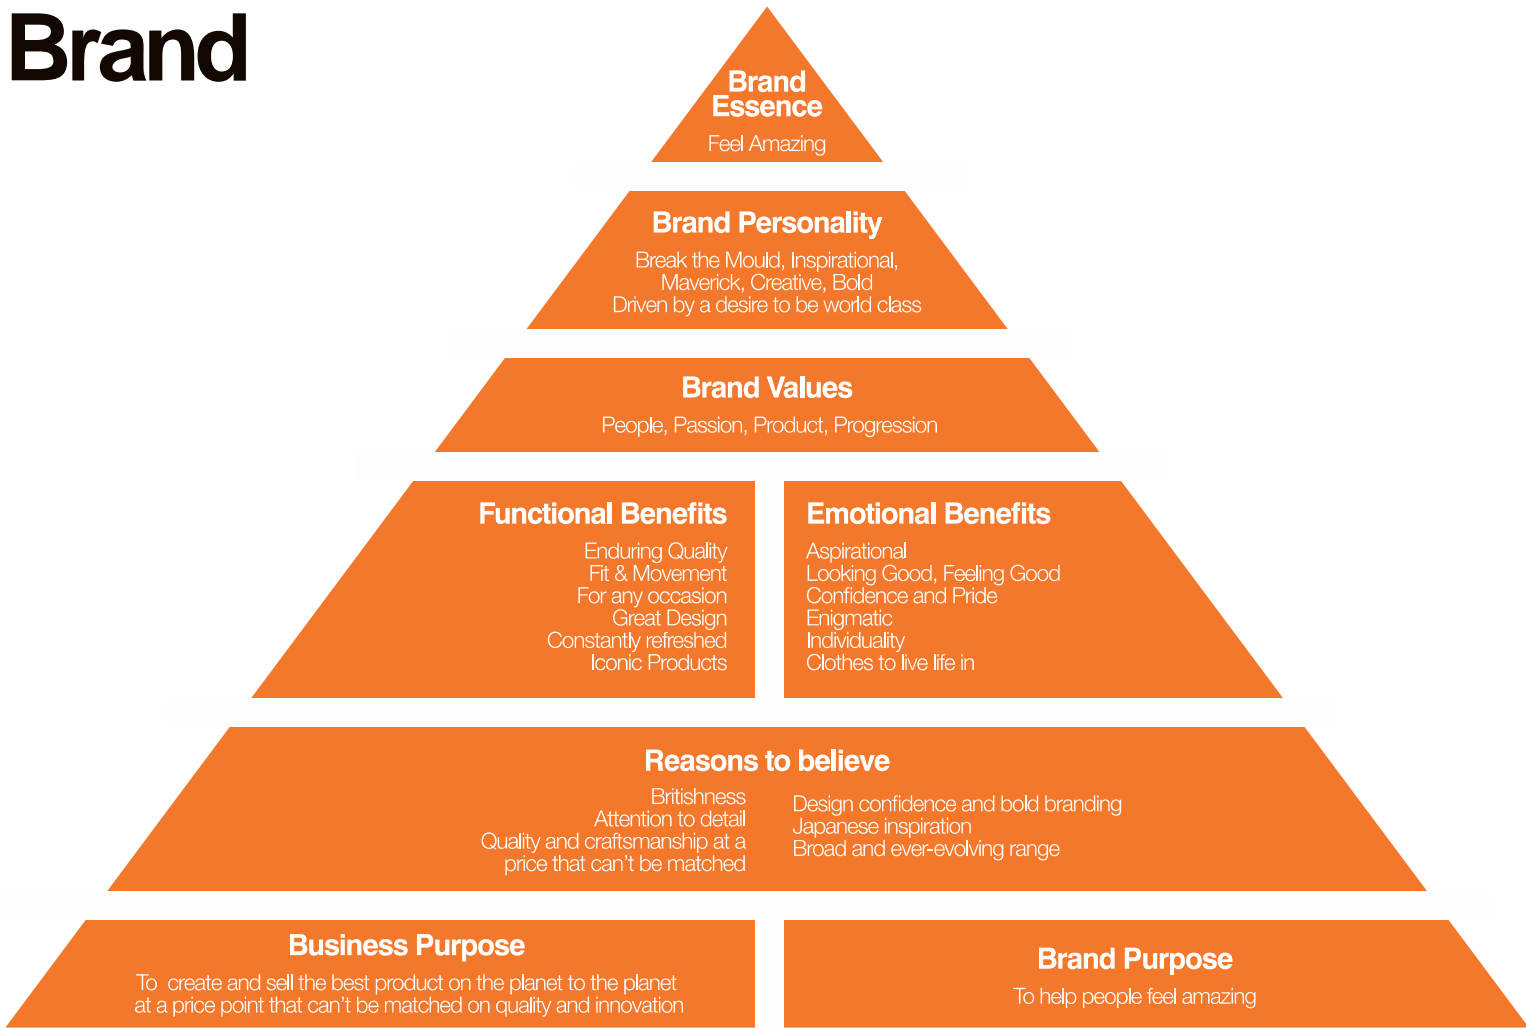 Brand
Brand
Essence
Feel Amazing
Brand Personality
Break the Mould, Inspirational,
Maverick, Creative, Bold
Driven by a desire to be world class
Brand Values
People, Passion, Product, Progression
Functional Benefits
Enduring Quality
Fit & Movement
For any occasion
Great Design
Constantly refreshed
Iconic Products
Emotional Benefits
Aspirational
Looking Good, Feeling Good
Confidence and Pride
Enigmatic
Individuality
Clothes to live life in
Reasons to believe
Britishness
Attention to detail
Quality and craftsmanship at a
price that can't be matched
Design confidence and bold branding
Japanese inspiration
Broad and ever-evolving range
Business Purpose
To create and sell the best product on the planet to the planet
at a price point that can't be matched on quality and innovation
Brand Purpose
To help people feel amazing